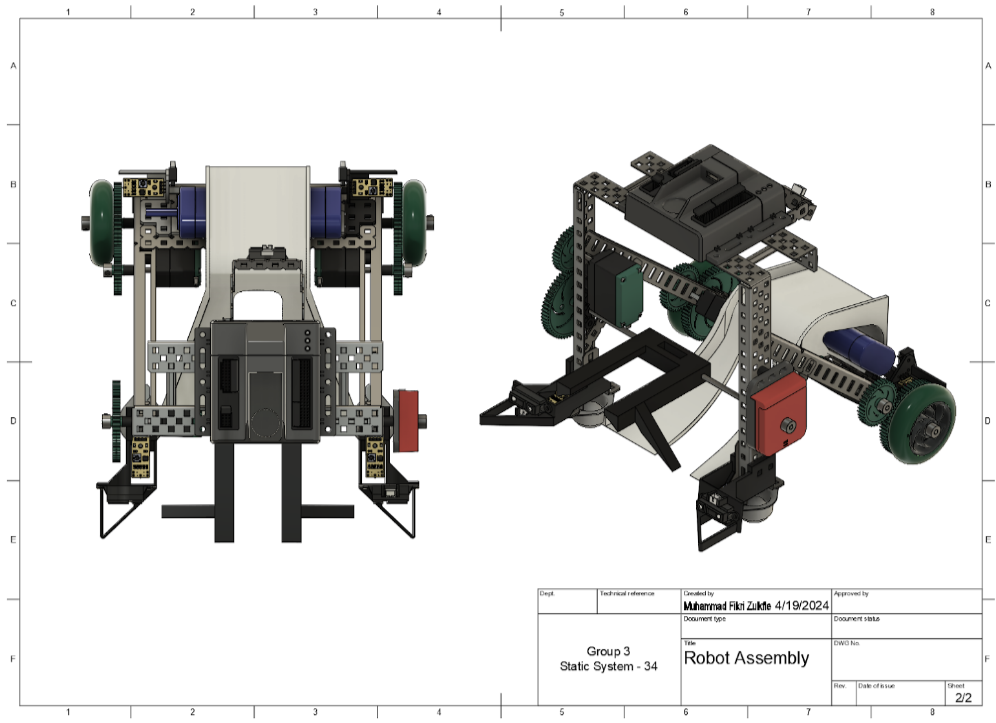 1 2 3 4 5 6 7 8
A A
B B
C C
D D
E E
F F
Dept.
Technical reference
Created by
Approved by
Muhammad Fikri Zulkfle 4/19/2024
Document type
Document status
Group 3
Static System - 34
Title
Robot Assembly
DWG No.
Rev.
Date of issue
Sheet
2/2
1 2 3 4 5 6 7 8